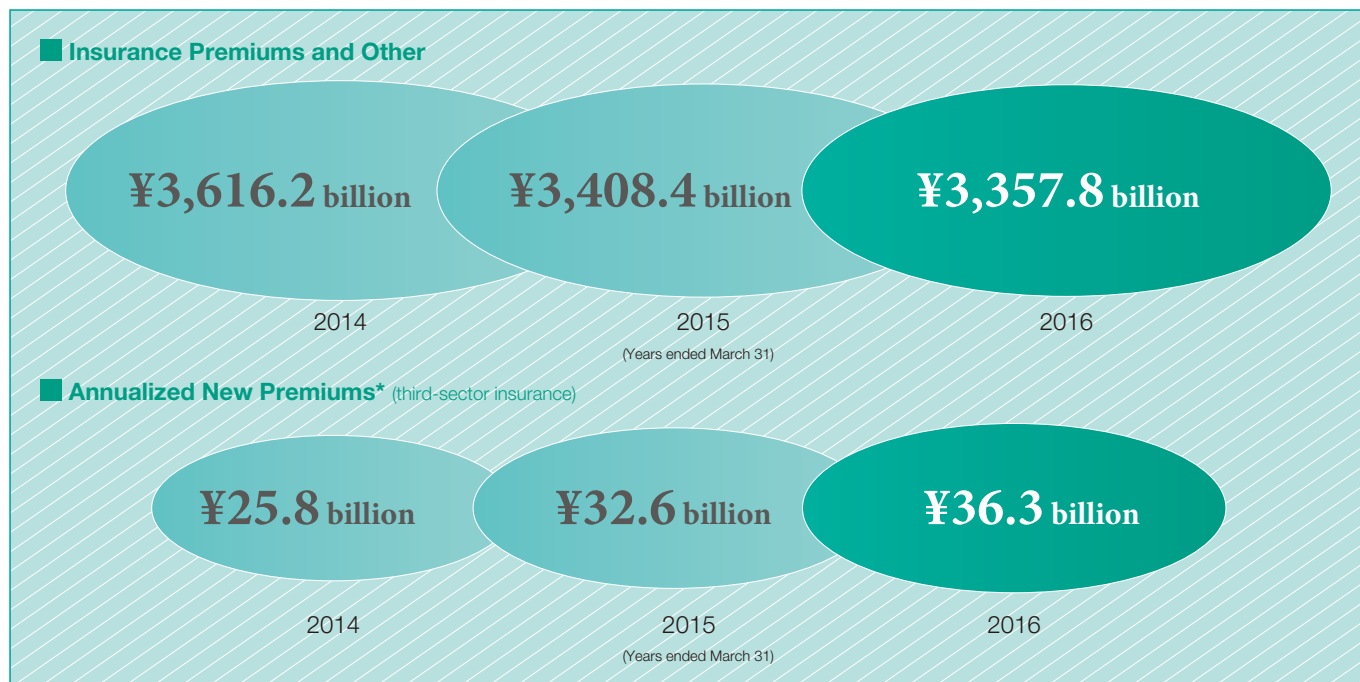 Insurance Premiums and Other
¥3,616.2 billion ¥3,408.4 billion ¥3,357.8 billion
2014 2015 2016
(Years ended March 31)
Annualized New Premiums* (third-sector insurance)
¥25.8 billion ¥32.6 billion ¥36.3 billion
2014 2015 2016
(Years ended March 31)